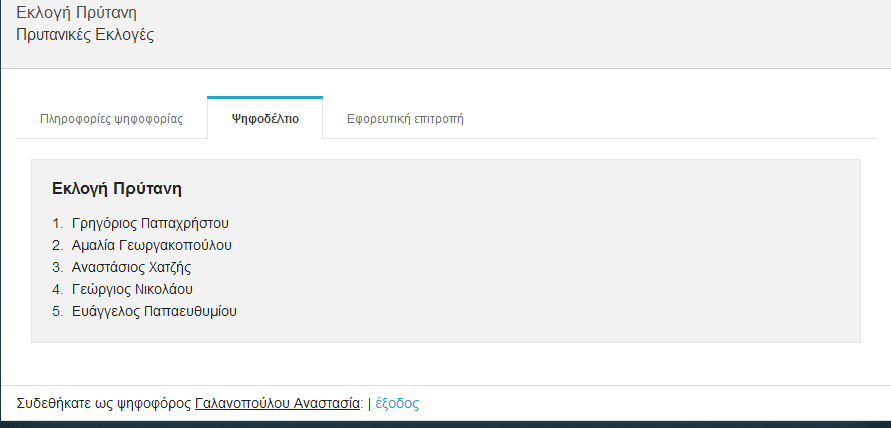 Εκλογή Πρύτανη
Πρυτανικές Εκλογές
Πληροφορίες ψηφοφορίας
Ψηφοδέλτιο
Εφορευτική επιτροπή
Εκλογή Πρύτανη
1. Γρηγόριος Παπαχρήστου
2. Αμαλία Γεωργακοπούλου
3. Αναστάσιος Χατζής
4. Γεώργιος Νικολάου
5. Ευάγγελος Παπαευθυμίου
Συδεθήκατε ως ψηφοφόρος Γαλανοπούλου Αναστασία: | έξοδος